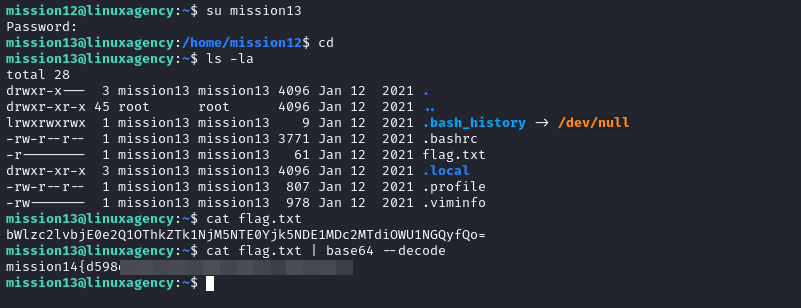 mission12@linuxagency:~$ su mission13
Password:
mission13@linuxagency:/home/mission12$ cd
mission13@linuxagency:~$ ls -la
total 28
drwxr-x--- 3 mission13 mission13 4096 Jan 12 2021 .
drwxr-xr-x 45 root root 4096 Jan 12 2021 ..
lrwxrwxrwx 1 mission13 mission13 9 Jan 12 2021 .bash_history -> /dev/null
-rw-r--r-- 1 mission13 mission13 3771 Jan 12 2021 .bashrc
-r-------- 1 mission13 mission13 61 Jan 12 2021 flag.txt
drwxr-xr-x 3 mission13 mission13 4096 Jan 12 2021 .local
-rw-r--r-- 1 mission13 mission13 807 Jan 12 2021 .profile
-rw------- 1 mission13 mission13 978 Jan 12 2021 .viminfo
mission13@linuxagency:~$ cat flag.txt
bWlzc2lvbjE0e2Q1OThkZTk1NjM5NTE0Yjk5NDE1MDc2MTdiOWU1NGQyfQo=
mission13@linuxagency:~$ cat flag.txt | base64 --decode
mission14{d598
mission13@linuxagency:~$